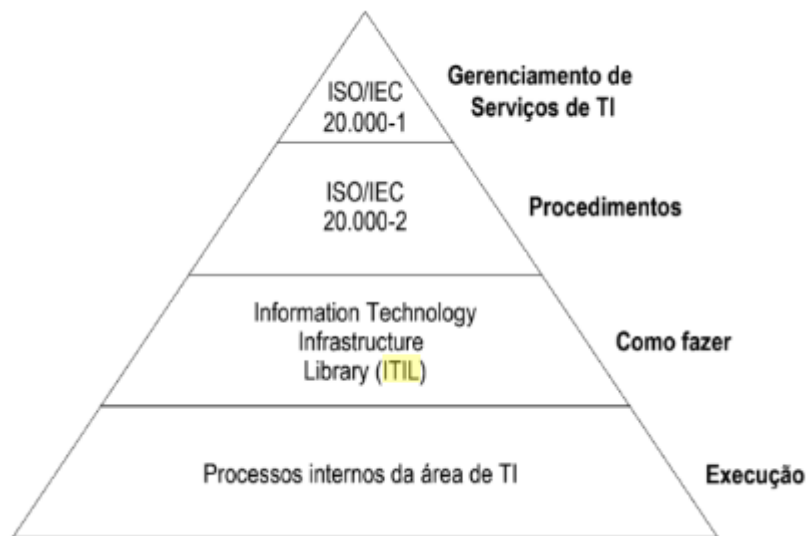 ISO/IEC
20.000-1
Gerenciamento de
Serviços de TI
ISO/IEC
20.000-2
Procedimentos
Information Technology
Infrastructure
Library (ITIL)
Como fazer
Processos internos da área de TI
Execução